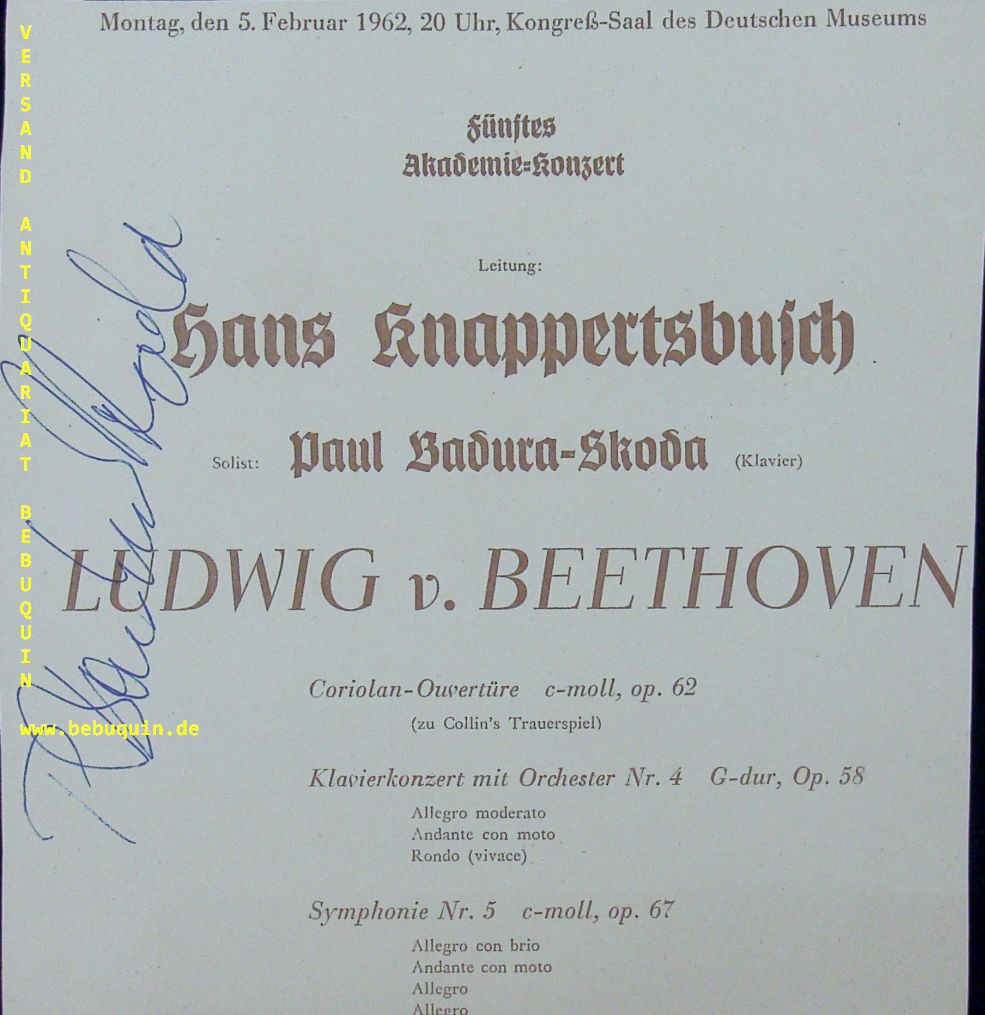 Montag, den 5. Februar 1962, 20 Uhr, Kongreß-Saal des Deutschen Museums
Fünftes
Akademie-Konzert
Leitung:
Hans Knappertsbusch
Solist: Paul Badura-Skoda (Klavier)
LUDWIG v. BEETHOVEN
Coriolan-Ouvertüre c-moll, op. 62
(zu Collin's Trauerspiel)
Klavierkonzert mit Orchester Nr. 4 G-dur, Op. 58
Allegro moderato
Andante con moto
Rondo (vivace)
Symphonie Nr. 5 c-moll, op. 67
Allegro con brio
Andante con moto
Allegro
Allegro
P Badura Skoda
VERSAND ANTIQUARIAT BEBUQUIN
www.bebuquin.de